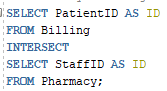 SELECT PatientID AS ID
FROM Billing
INTERSECT
SELECT StaffID AS ID
FROM Pharmacy;